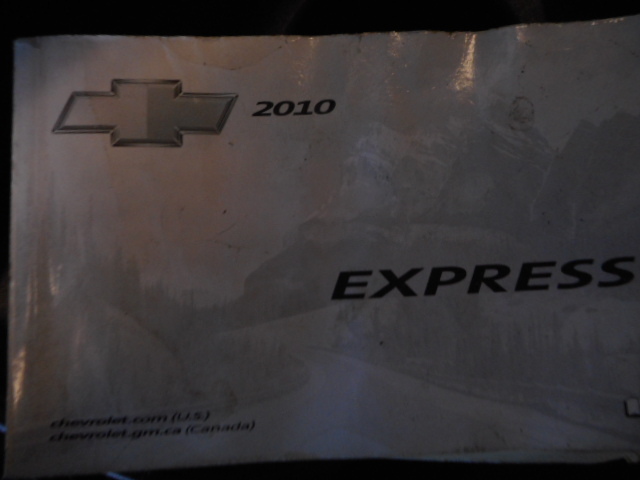 2010
EXPRESS
chevrolet.com (U.S.)
chevrolet.gm.ca (Canada)